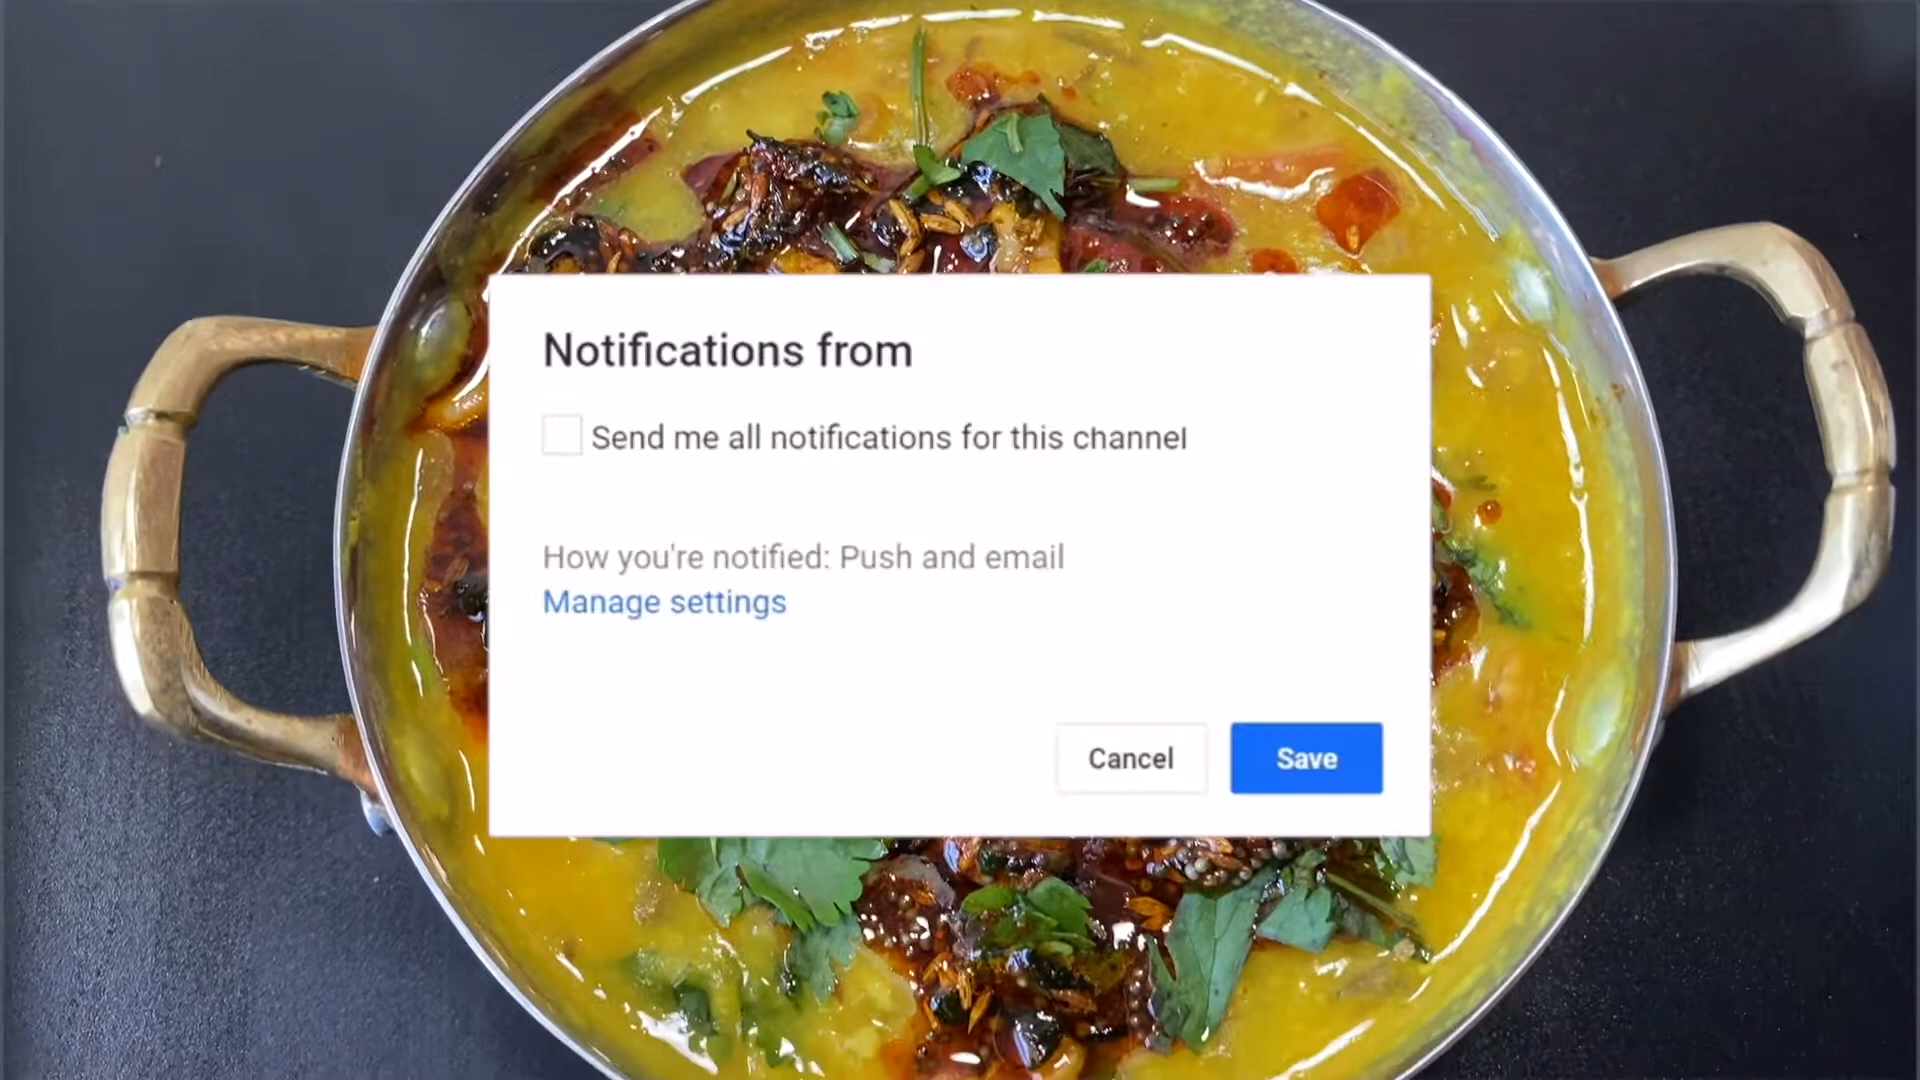 Notifications from
Send me all notifications for this channel
How you're notified: Push and email
Manage settings
Cancel
Save